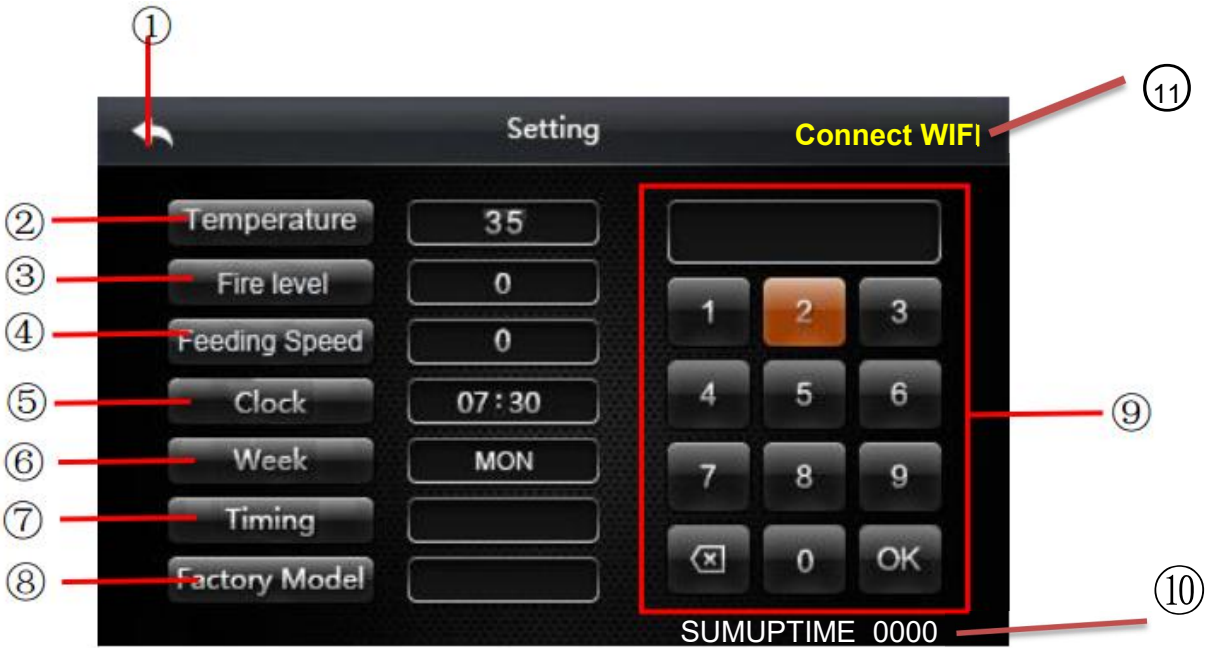 ①
⑪
Setting Connect WIFI
② Temperature 35
③ Fire level 0
1 2 3
④ Feeding Speed 0
⑤ Clock 07:30
4 5 6
⑨
⑥ Week MON
7 8 9
⑦ Timing
⑧ Factory Model
0 OK
⑩
SUMUPTIME 0000